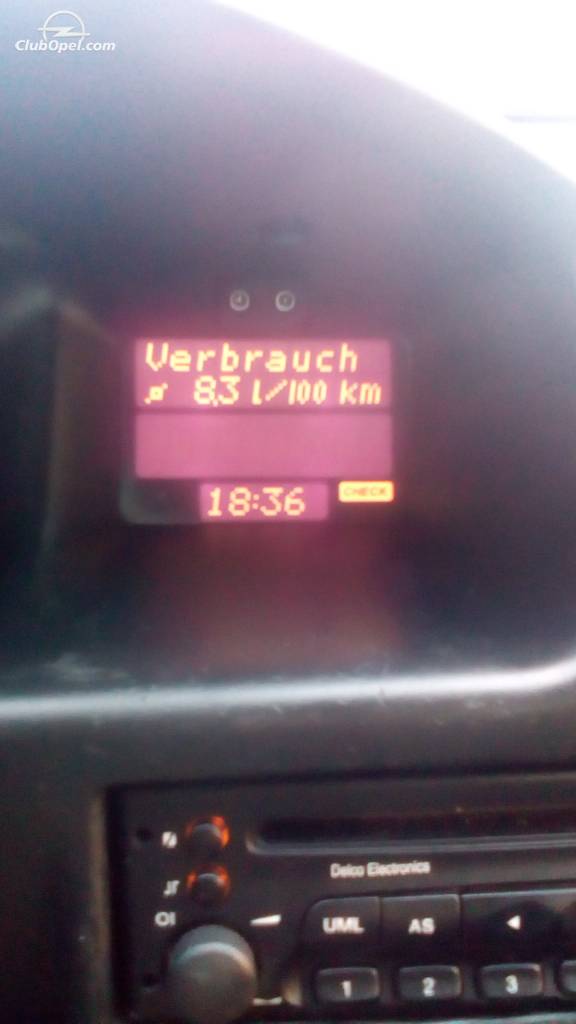 ClubOpel.com
Verbrauch
8,3 l/100 km
18:36
CHECK
Delco Electronics
UML
AS
1
2
3